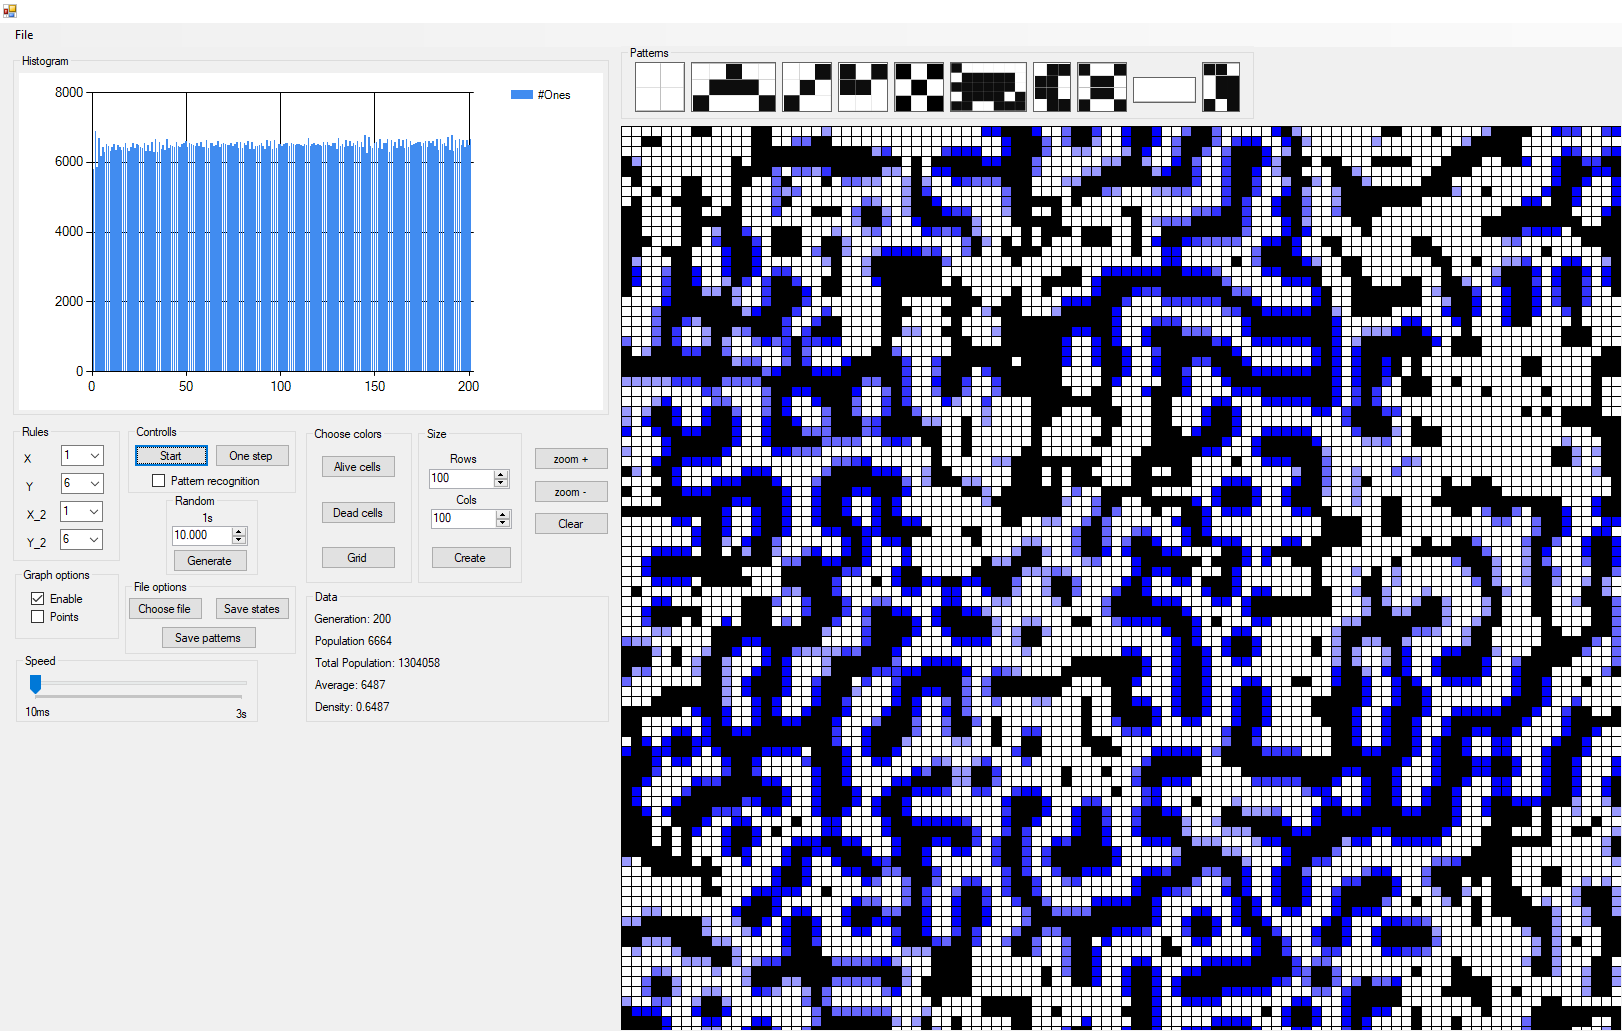 File
Histogram
8000
6000
4000
2000
0
0
50
100
150
200
#Ones
Patterns
Rules
X
1
Y
6
X_2
1
Y_2
6
Controlls
Start
One step
Pattern recognition
Random
1s
10.000
Generate
Choose colors
Alive cells
Dead cells
Grid
Size
Rows
100
Cols
100
Create
zoom +
zoom -
Clear
Graph options
Enable
Points
File options
Choose file
Save states
Save patterns
Speed
10ms
3s
Data
Generation: 200
Population 6664
Total Population: 1304058
Average: 6487
Density: 0.6487